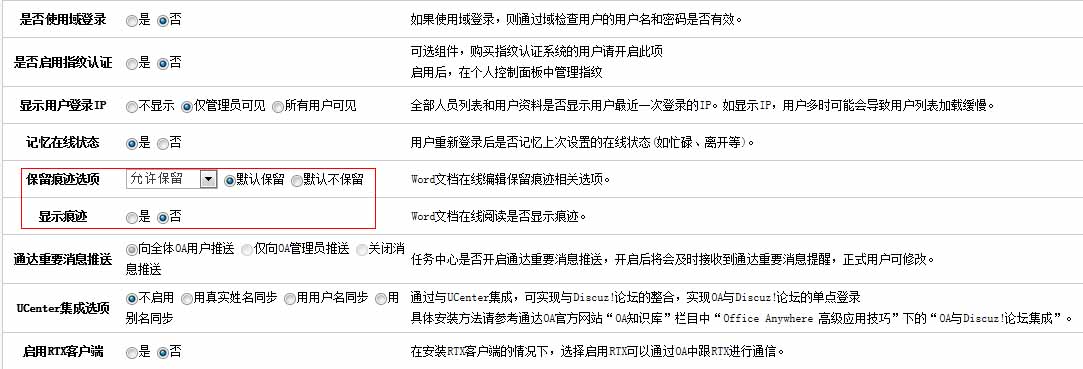 是否使用域登录 是 否 如果使用域登录，则通过域检查用户的用户名和密码是否有效。
是否启用指纹认证 是 否 可选组件，购买指纹认证系统的用户请开启此项
启用后，在个人控制面板中管理指纹
显示用户登录IP 不显示 仅管理员可见 所有用户可见 全部人员列表和用户资料是否显示用户最近一次登录的IP。如显示IP，用户多时可能会导致用户列表加载缓慢。
记忆在线状态 是 否 用户重新登录后是否记忆上次设置的在线状态(如忙碌、离开等)。
保留痕迹选项 允许保留 默认保留 默认不保留 Word文档在线编辑保留痕迹相关选项。
显示痕迹 是 否 Word文档在线阅读是否显示痕迹。
通达重要消息推送 向全体OA用户推送 仅向OA管理员推送 关闭消
息推送 任务中心是否开启通达重要消息推送，开启后将会及时接收到通达重要消息提醒，正式用户可修改。
UCenter集成选项 不启用 用真实姓名同步 用用户名同步 用 通过与UCenter集成，可实现与Discuz!论坛的整合，实现OA与Discuz!论坛的单点登录
别名同步 具体安装方法请参考通达OA官方网站“OA知识库”栏目中“Office Anywhere 高级应用技巧”下的“OA与Discuz!论坛集成”。
启用RTX客户端 是 否 在安装RTX客户端的情况下，选择启用RTX可以通过OA中跟RTX进行通信。